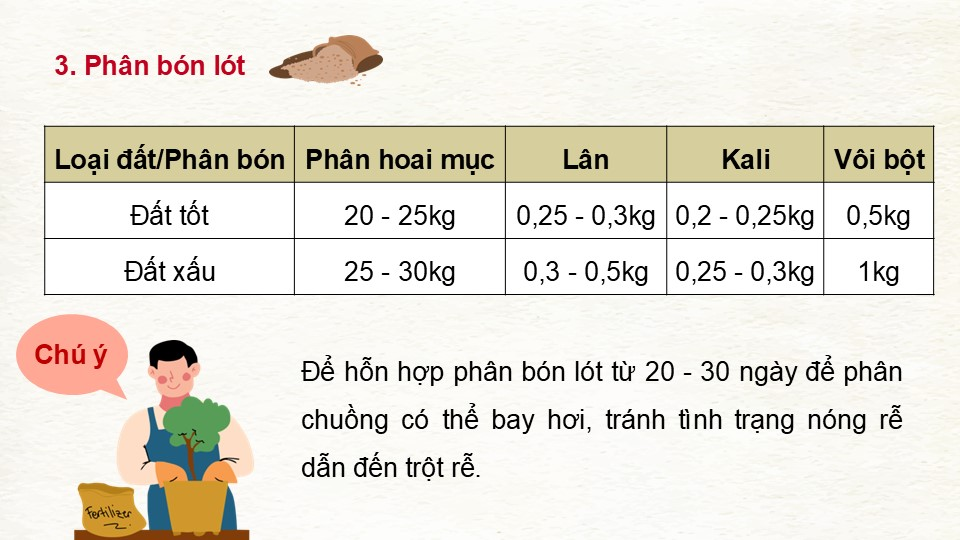 3. Phân bón lót
Loại đất/Phân bón Phân hoai mục Lân Kali Vôi bột
Đất tốt 20 - 25kg 0,25 - 0,3kg 0,2 - 0,25kg 0,5kg
Đất xấu 25 - 30kg 0,3 - 0,5kg 0,25 - 0,3kg 1kg
Chú ý
Để hỗn hợp phân bón lót từ 20 - 30 ngày để phân
chuồng có thể bay hơi, tránh tình trạng nóng rễ
dẫn đến trột rễ.
Fertilizer